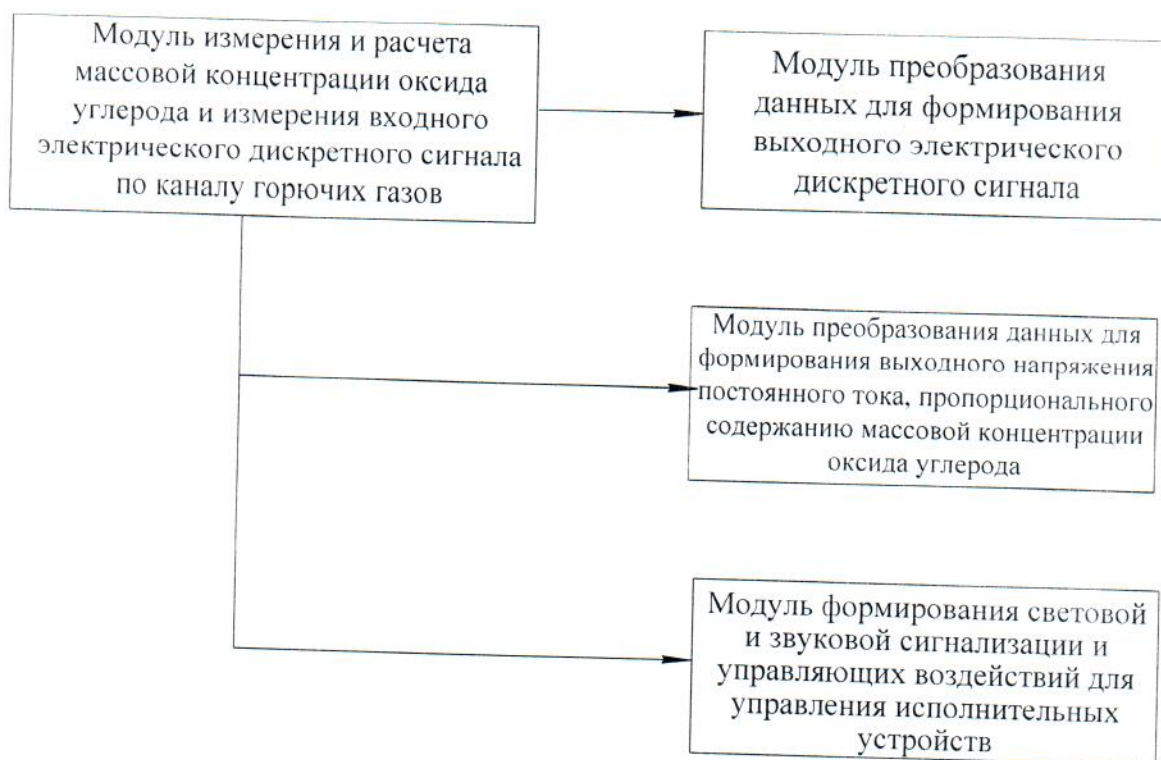 Модуль измерения и расчета
массовой концентрации оксида
углерода и измерения входного
электрического дискретного сигнала
по каналу горючих газов
Модуль преобразования
данных для формирования
выходного электрического
дискретного сигнала
Модуль преобразования данных для
формирования выходного напряжения
постоянного тока, пропорционального
содержанию массовой концентрации
оксида углерода
Модуль формирования световой
и звуковой сигнализации и
управляющих воздействий для
управления исполнительных
устройств